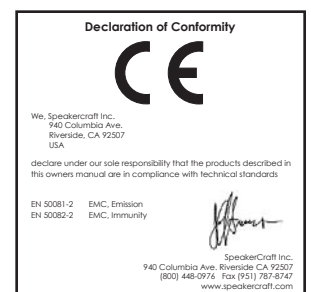 Declaration of Conformity
CE
We, Speakercraft Inc.
940 Columbia Ave.
Riverside, CA 92507
USA
declare under our sole responsibility that the products described in
this owners manual are in compliance with technical standards
EN 50081-2 EMC, Emission
EN 50082-2 EMC, Immunity
SpeakerCraft Inc.
940 Columbia Ave. Riverside CA 92507
(800) 448-0976 Fax (951) 787-8747
www.speakercraft.com